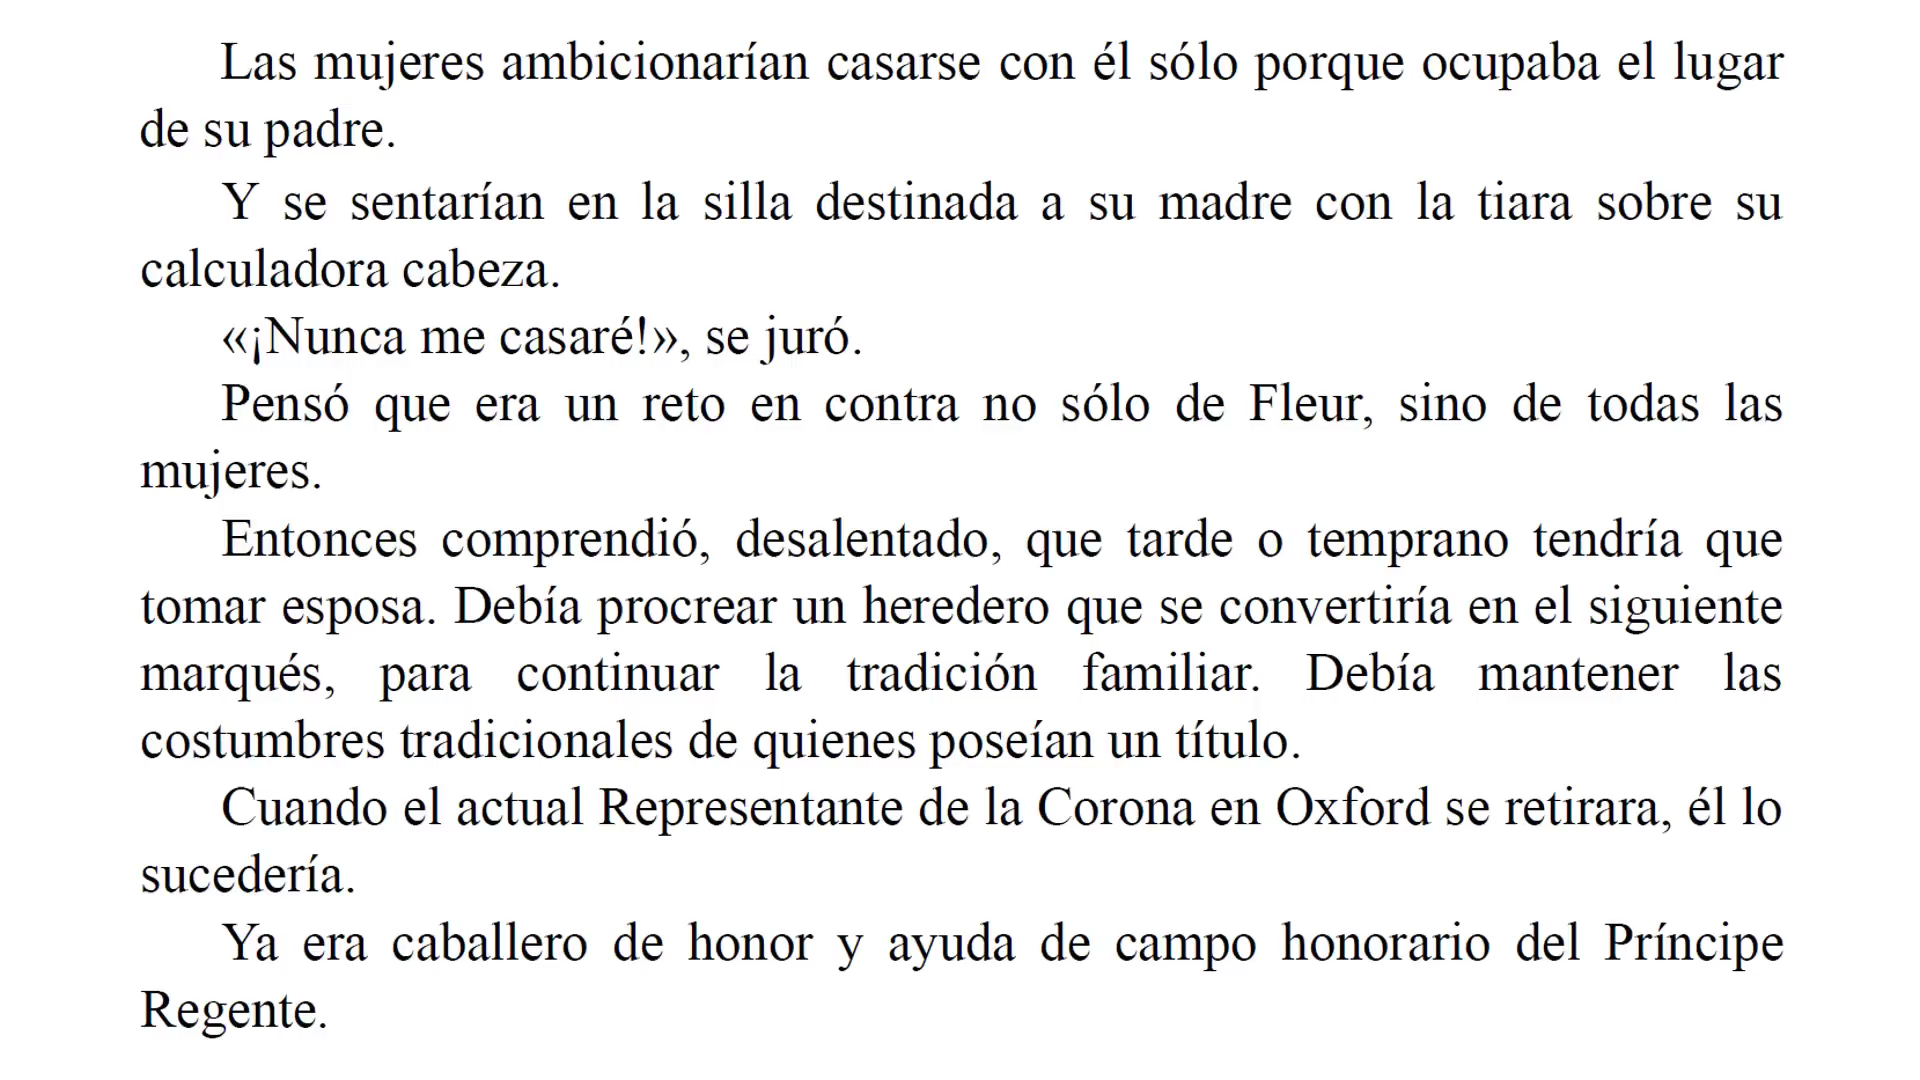 Las mujeres ambicionarían casarse con él sólo porque ocupaba el lugar
de su padre.
Y se sentarían en la silla destinada a su madre con la tiara sobre su
calculadora cabeza.
«¡Nunca me casaré!», se juró.
Pensó que era un reto en contra no sólo de Fleur, sino de todas las
mujeres.
Entonces comprendió, desalentado, que tarde o temprano tendría que
tomar esposa. Debía procrear un heredero que se convertiría en el siguiente
marqués, para continuar la tradición familiar. Debía mantener las
costumbres tradicionales de quienes poseían un título.
Cuando el actual Representante de la Corona en Oxford se retirara, él lo
sucedería.
Ya era caballero de honor y ayuda de campo honorario del Príncipe
Regente.